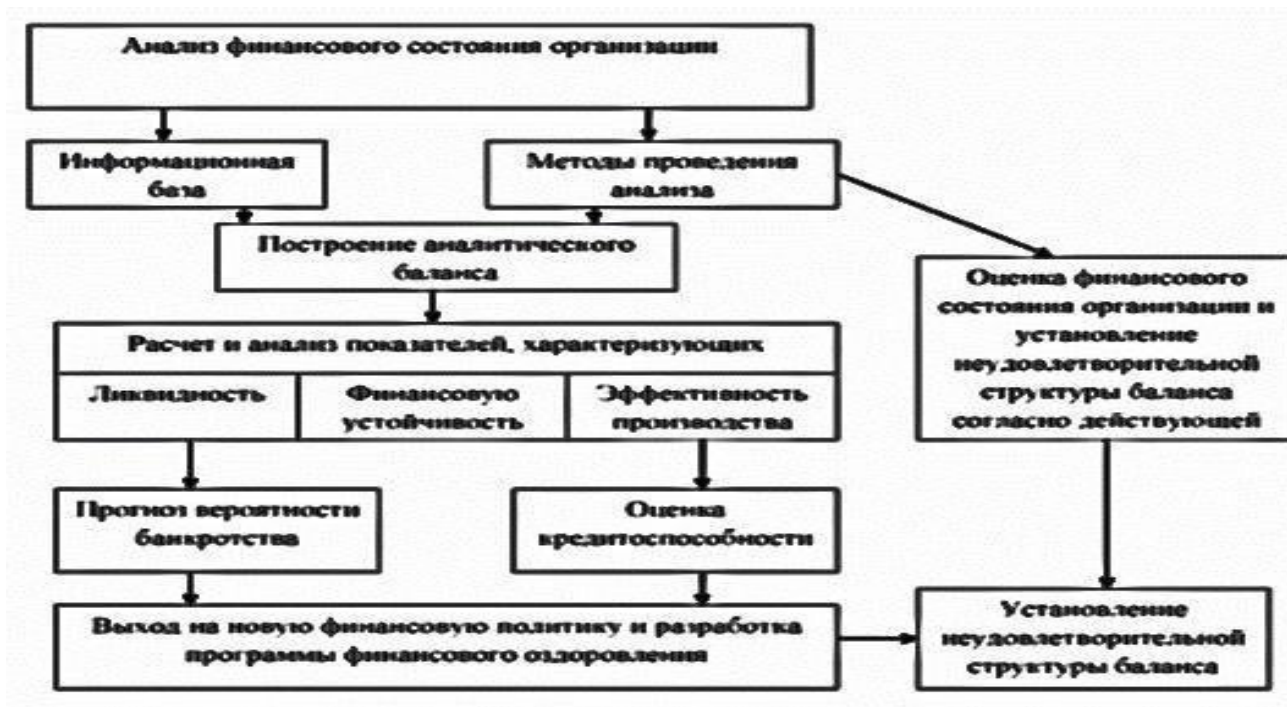 Анализ финансового состояния организации
Информационная
база
Методы проведения
анализа
Построение аналитического
баланса
Оценка финансового
состояния организации и
установление
неудовлетворительной
структуры баланса
согласно действующей
Расчет и анализ показателей, характеризующих
Ликвидность
Финансовую
устойчивость
Эффективность
производства
Прогноз вероятности
банкротства
Оценка
кредитоспособности
Выход на новую финансовую политику и разработка
программы финансового оздоровления
Установление
неудовлетворительной
структуры баланса